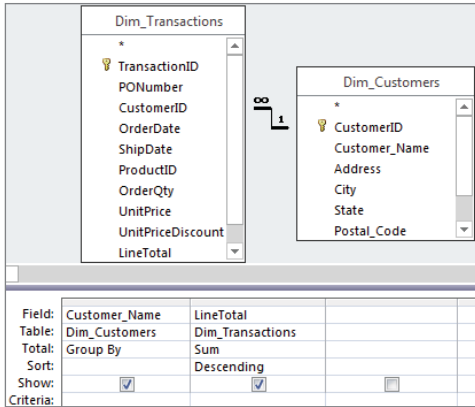 Dim_Transactions
*
TransactionID
PONumber
CustomerID
OrderDate
ShipDate
ProductID
OrderQty
UnitPrice
UnitPriceDiscount
LineTotal
∞
1
Dim_Customers
*
CustomerID
Customer_Name
Address
City
State
Postal_Code
Field: Customer_Name LineTotal
Table: Dim_Customers Dim_Transactions
Total: Group By Sum
Sort: Descending
Show:
Criteria: